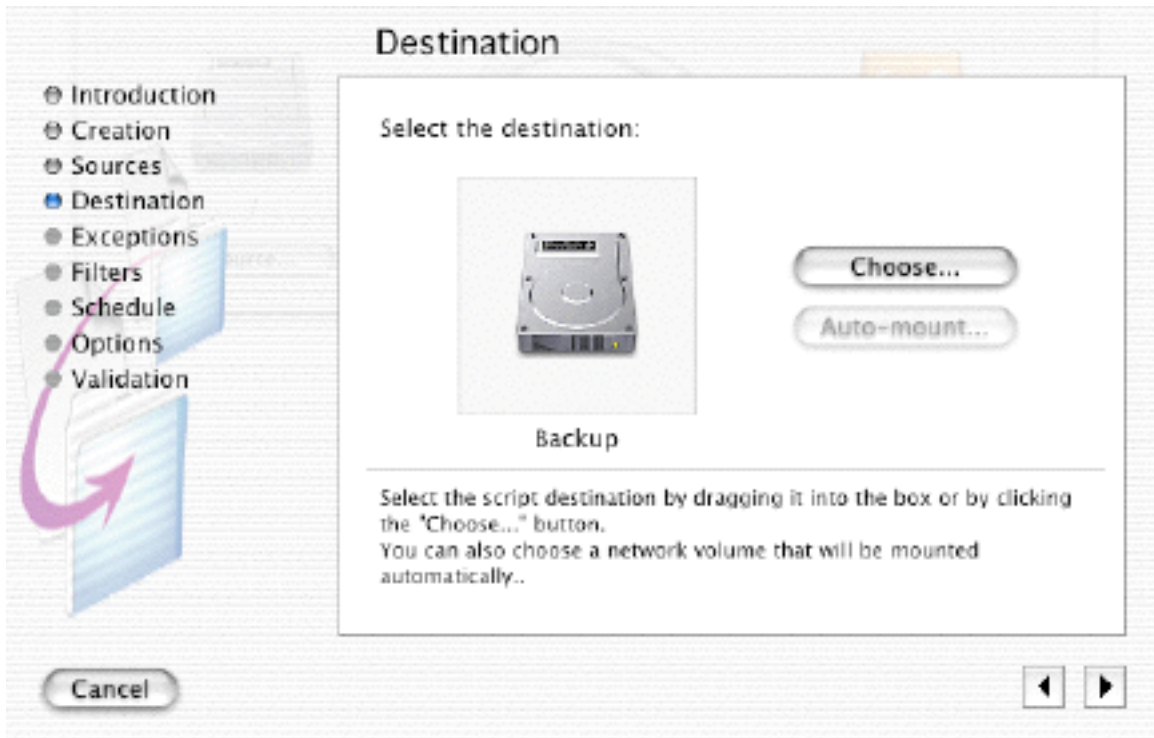 Destination
Introduction
Creation
Sources
Destination
Exceptions
Filters
Schedule
Options
Validation
Select the destination:
Choose...
Auto-mount...
Backup
Select the script destination by dragging it into the box or by clicking
the "Choose..." button.
You can also choose a network volume that will be mounted
automatically..
Cancel